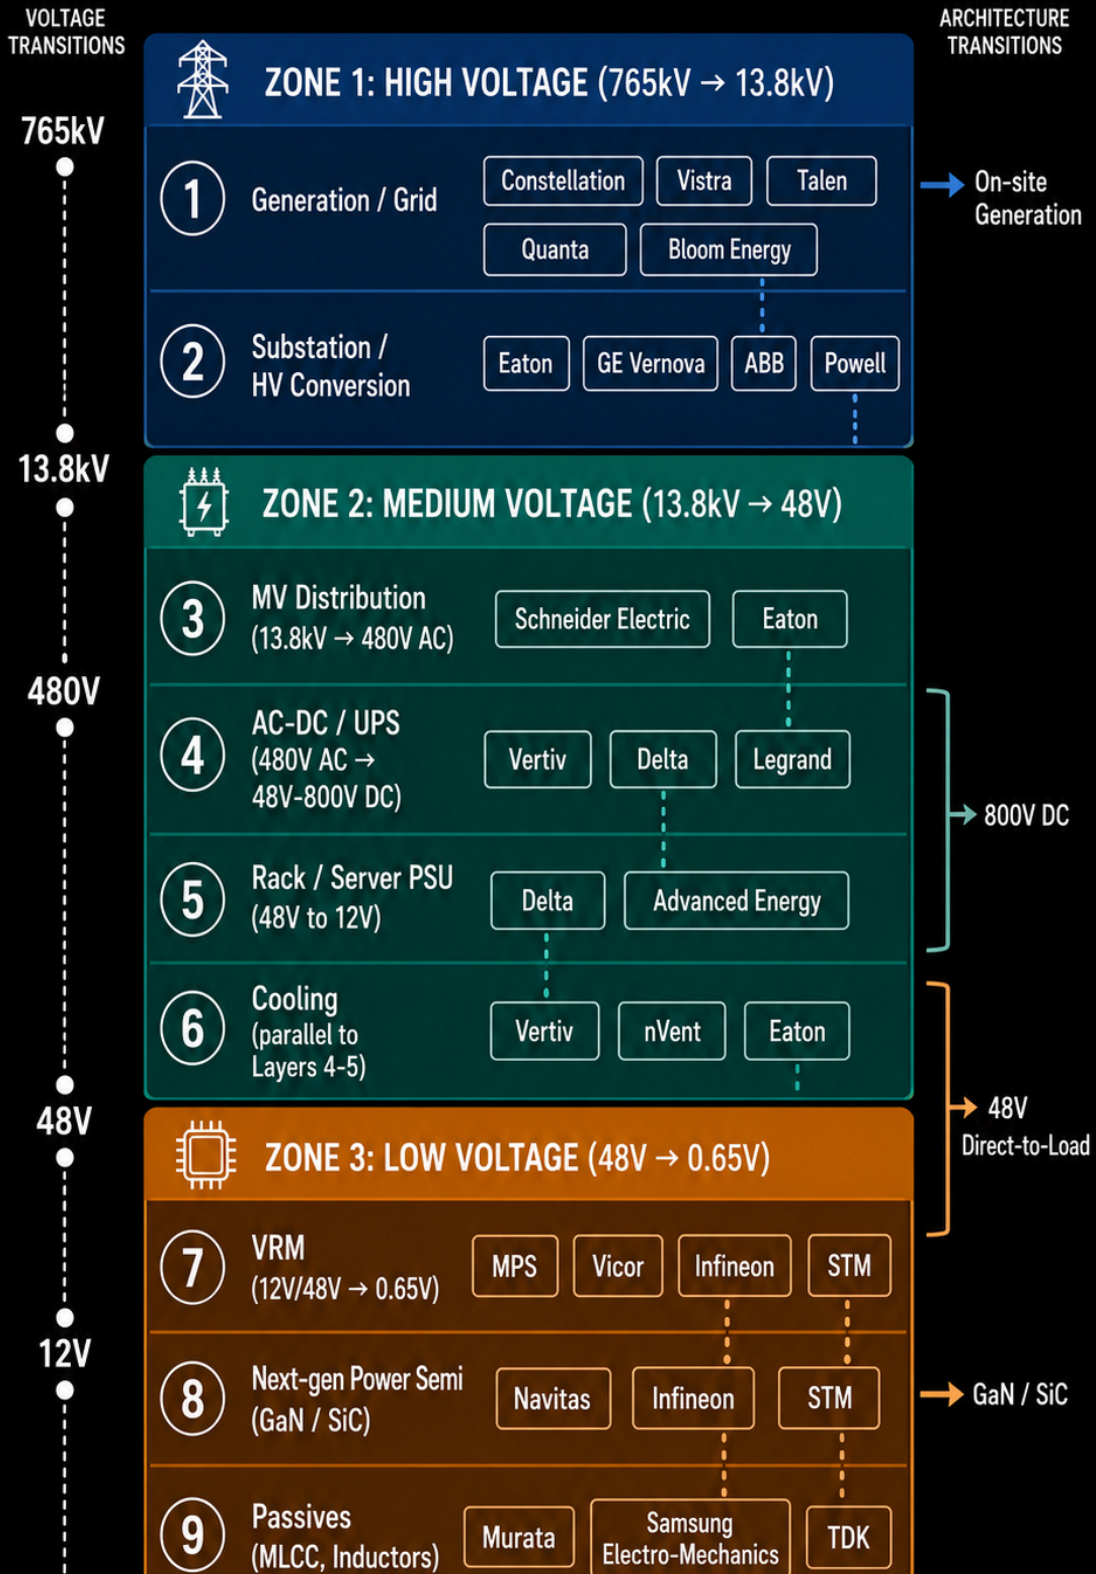 VOLTAGE
TRANSITIONS
ARCHITECTURE
TRANSITIONS
ZONE 1: HIGH VOLTAGE (765kV → 13.8kV)
765kV
1
Generation / Grid
Constellation
Vistra
Talen
Quanta
Bloom Energy
On-site
Generation
2
Substation /
HV Conversion
Eaton
GE Vernova
ABB
Powell
13.8kV
ZONE 2: MEDIUM VOLTAGE (13.8kV → 48V)
3
MV Distribution
(13.8kV → 480V AC)
Schneider Electric
Eaton
480V
4
AC-DC / UPS
(480V AC →
48V-800V DC)
Vertiv
Delta
Legrand
800V DC
5
Rack / Server PSU
(48V to 12V)
Delta
Advanced Energy
6
Cooling
(parallel to
Layers 4-5)
Vertiv
nVent
Eaton
48V
48V
Direct-to-Load
ZONE 3: LOW VOLTAGE (48V → 0.65V)
7
VRM
(12V/48V → 0.65V)
MPS
Vicor
Infineon
STM
12V
8
Next-gen Power Semi
(GaN / SiC)
Navitas
Infineon
STM
GaN / SiC
9
Passives
(MLCC, Inductors)
Murata
Samsung
Electro-Mechanics
TDK